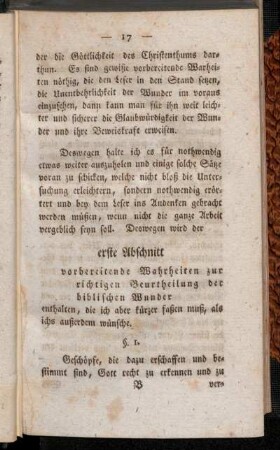 — 17 —
der die Göttlichkeit des Christenthums dar-
thun. Es sind gewiße vorbereitende Warhei-
ten nöthig, die den Leser in den Stand setzen,
die Unentbehrlichkeit der Wunder im voraus
einzusehen, dann kann man für ihn weit leich-
ter und sicherer die Glaubwürdigkeit der Wun-
der und ihre Beweiskraft erweisen.
Deswegen halte ich es für nothwendig
etwas weiter auszuholen und einige solche Sätze
voran zu schicken, welche nicht bloß die Unter-
suchung erleichtern, sondern nothwendig erör-
tert und bey dem Leser ins Andenken gebracht
werden müßen, wenn nicht die ganze Arbeit
vergeblich seyn soll. Deswegen wird der
erste Abschnitt
vorbereitende Wahrheiten zur
richtigen Beurtheilung der
biblischen Wunder
enthalten, die ich aber kürzer faßen muß, als
ichs außerdem wünsche.
§. 1.
Geschöpfe, die dazu erschaffen und be-
stimmt sind, Gott recht zu erkennen und zu
B ver-